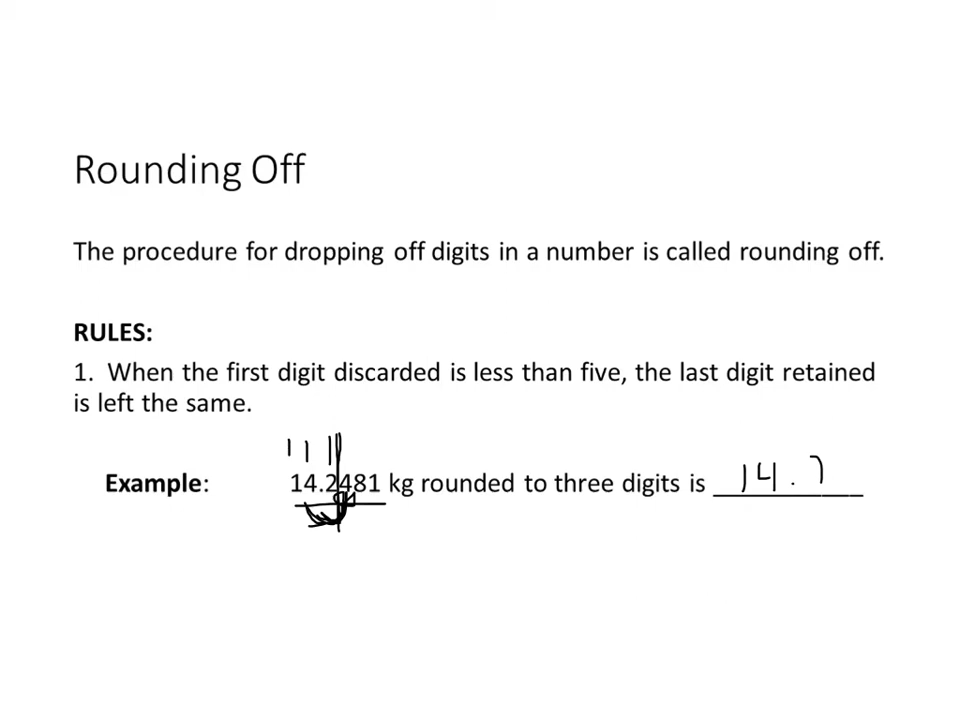 Rounding Off
The procedure for dropping off digits in a number is called rounding off.
RULES:
1. When the first digit discarded is less than five, the last digit retained
is left the same.
Example: 14.2481 kg rounded to three digits is 14.